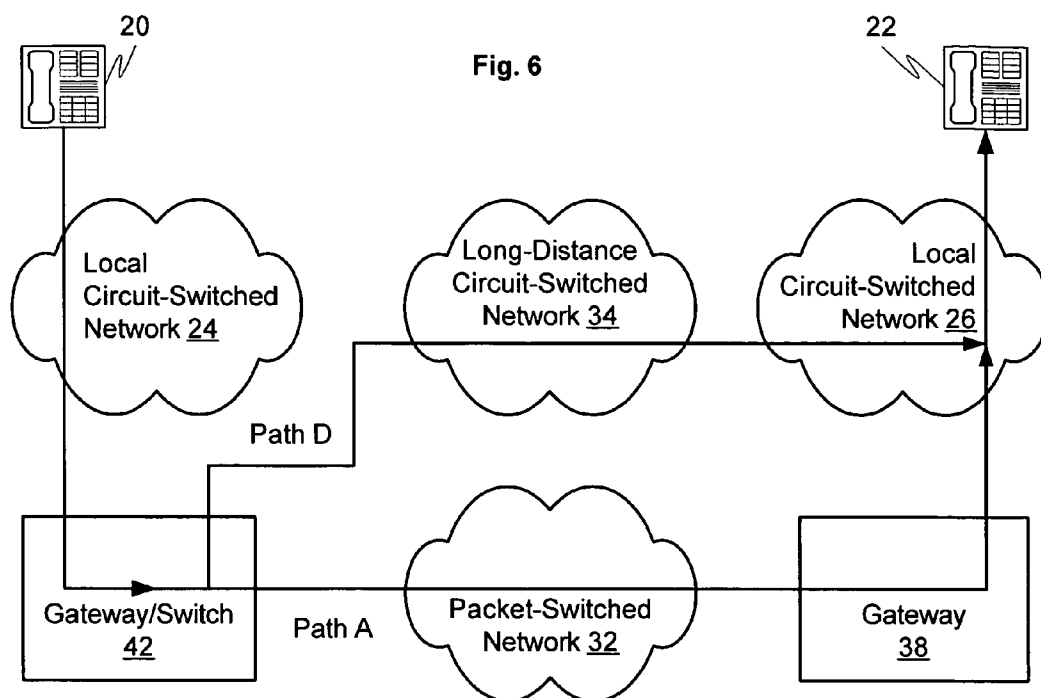 20
22
Fig. 6
Local
Circuit-Switched
Network 24
Long-Distance
Circuit-Switched
Network 34
Local
Circuit-Switched
Network 26
Path D
Gateway/Switch
42
Path A
Packet-Switched
Network 32
Gateway
38